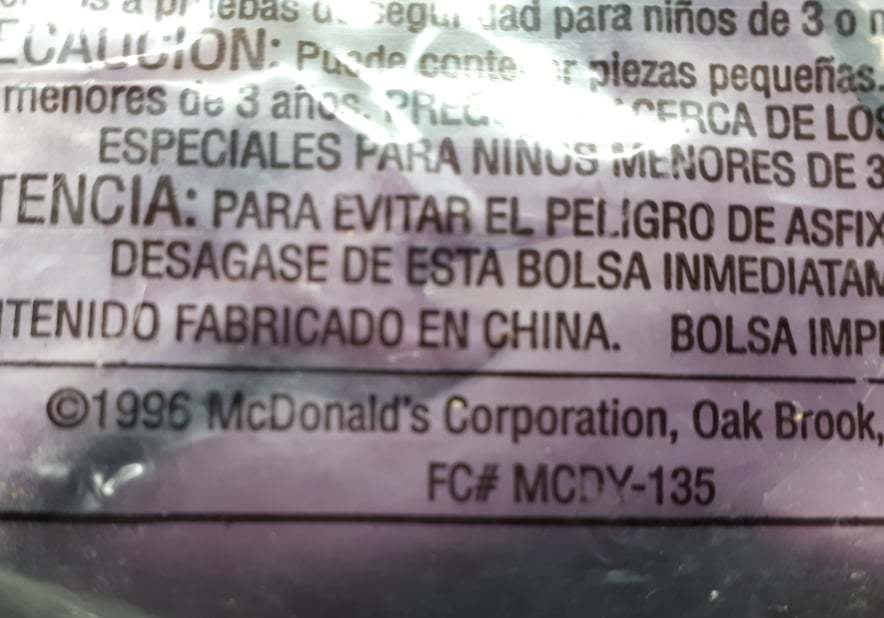 a pruebas de seguridad para niños de 3 o
ECAUCION: Puede contener piezas pequeñas.
menores de 3 años. ACERCA DE LOS
ESPECIALES PARA NIÑOS MENORES DE 3
TENCIA: PARA EVITAR EL PELIGRO DE ASFIX
DESAGASE DE ESTA BOLSA INMEDIATAM
NTENIDO FABRICADO EN CHINA. BOLSA IMP
©1996 McDonald's Corporation, Oak Brook,
FC# MCDY-135